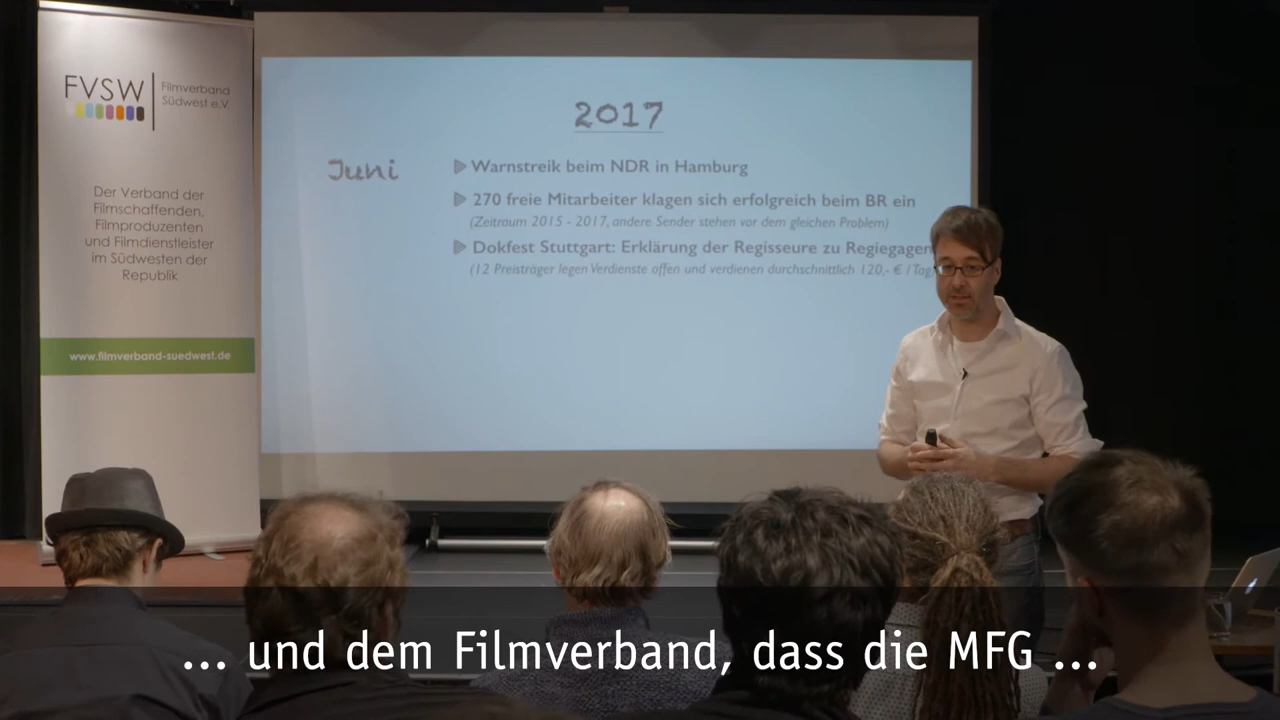 FVSW
Filmverband
Südwest e.V.
Der Verband der
Filmschaffenden,
Filmproduzenten
und Filmdienstleister
im Südwesten der
Republik
www.filmverband-suedwest.de
2017
Juni
Warnstreik beim NDR in Hamburg
270 freie Mitarbeiter klagen sich erfolgreich beim BR ein
(Zeitraum 2015 - 2017, andere Sender stehen vor dem gleichen Problem)
Dokfest Stuttgart: Erklärung der Regisseure zu Regiegagen
(12 Preisträger legen Verdienste offen und verdienen durchschnittlich 120,- € / Tag)
... und dem Filmverband, dass die MFG ...